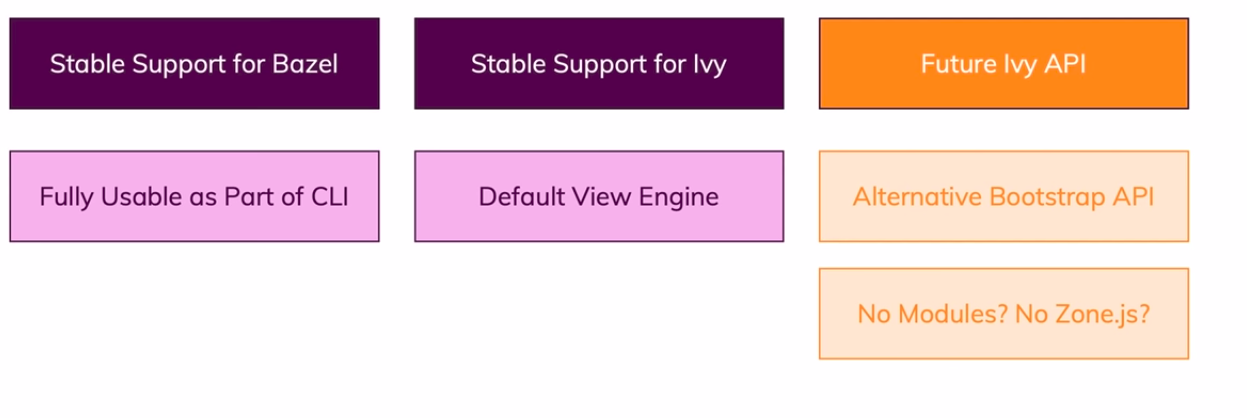 Stable Support for Bazel
Stable Support for Ivy
Future Ivy API
Fully Usable as Part of CLI
Default View Engine
Alternative Bootstrap API
No Modules? No Zone.js?